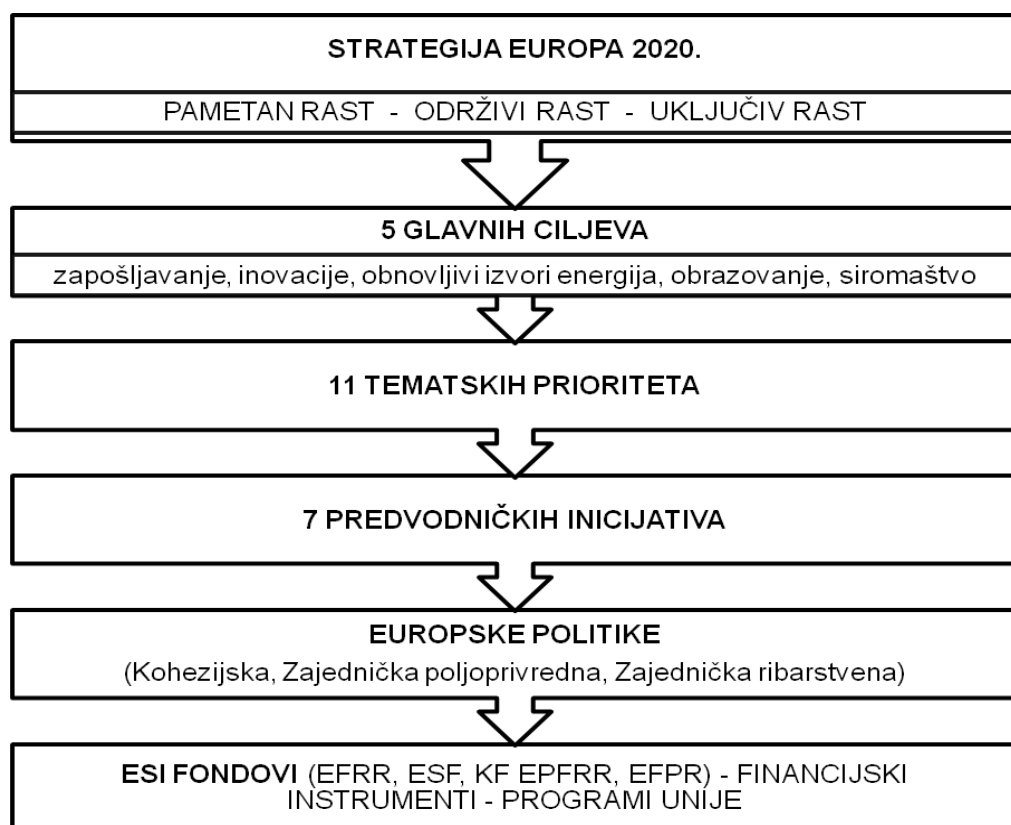 STRATEGIJA EUROPA 2020.
PAMETAN RAST - ODRŽIVI RAST - UKLJUČIV RAST
5 GLAVNIH CILJEVA
zapošljavanje, inovacije, obnovljivi izvori energija, obrazovanje, siromaštvo
11 TEMATSKIH PRIORITETA
7 PREDVODNIČKIH INICIJATIVA
EUROPSKE POLITIKE
(Kohezijska, Zajednička poljoprivredna, Zajednička ribarstvena)
ESI FONDOVI (EFRR, ESF, KF EPFRR, EFPR) - FINANCIJSKI
INSTRUMENTI - PROGRAMI UNIJE